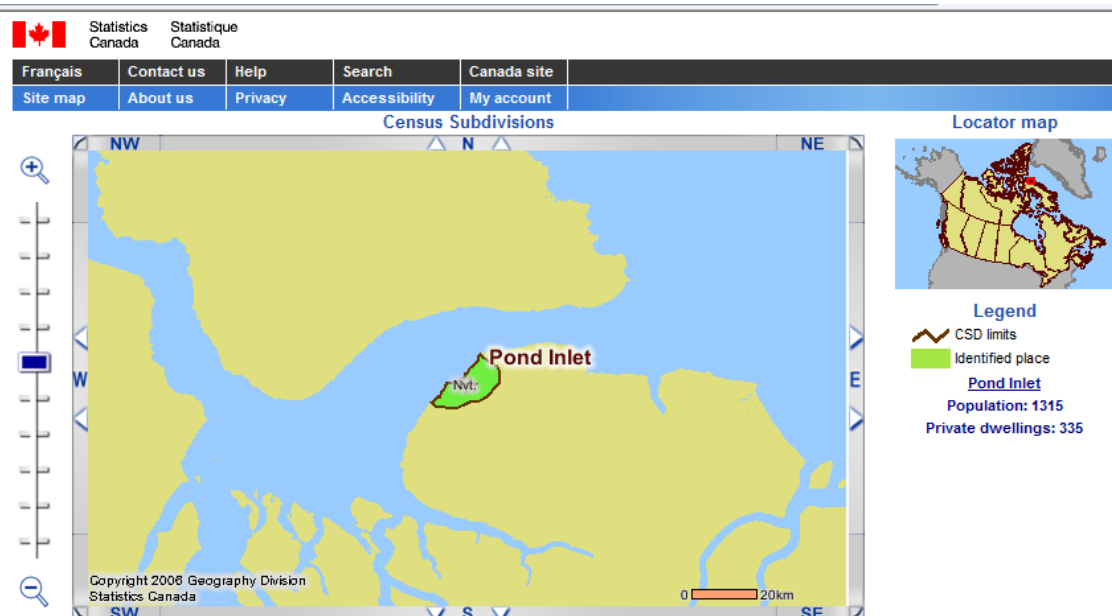 Statistics Statistique
Canada Canada
Français Contact us Help Search Canada site
Site map About us Privacy Accessibility My account
Census Subdivisions
Locator map
NW N NE
Pond Inlet
Nvt.
W E
Legend
CSD limits
Identified place
Pond Inlet
Population: 1315
Private dwellings: 335
Copyright 2006 Geography Division
Statistics Canada
0 20km
SW S SE